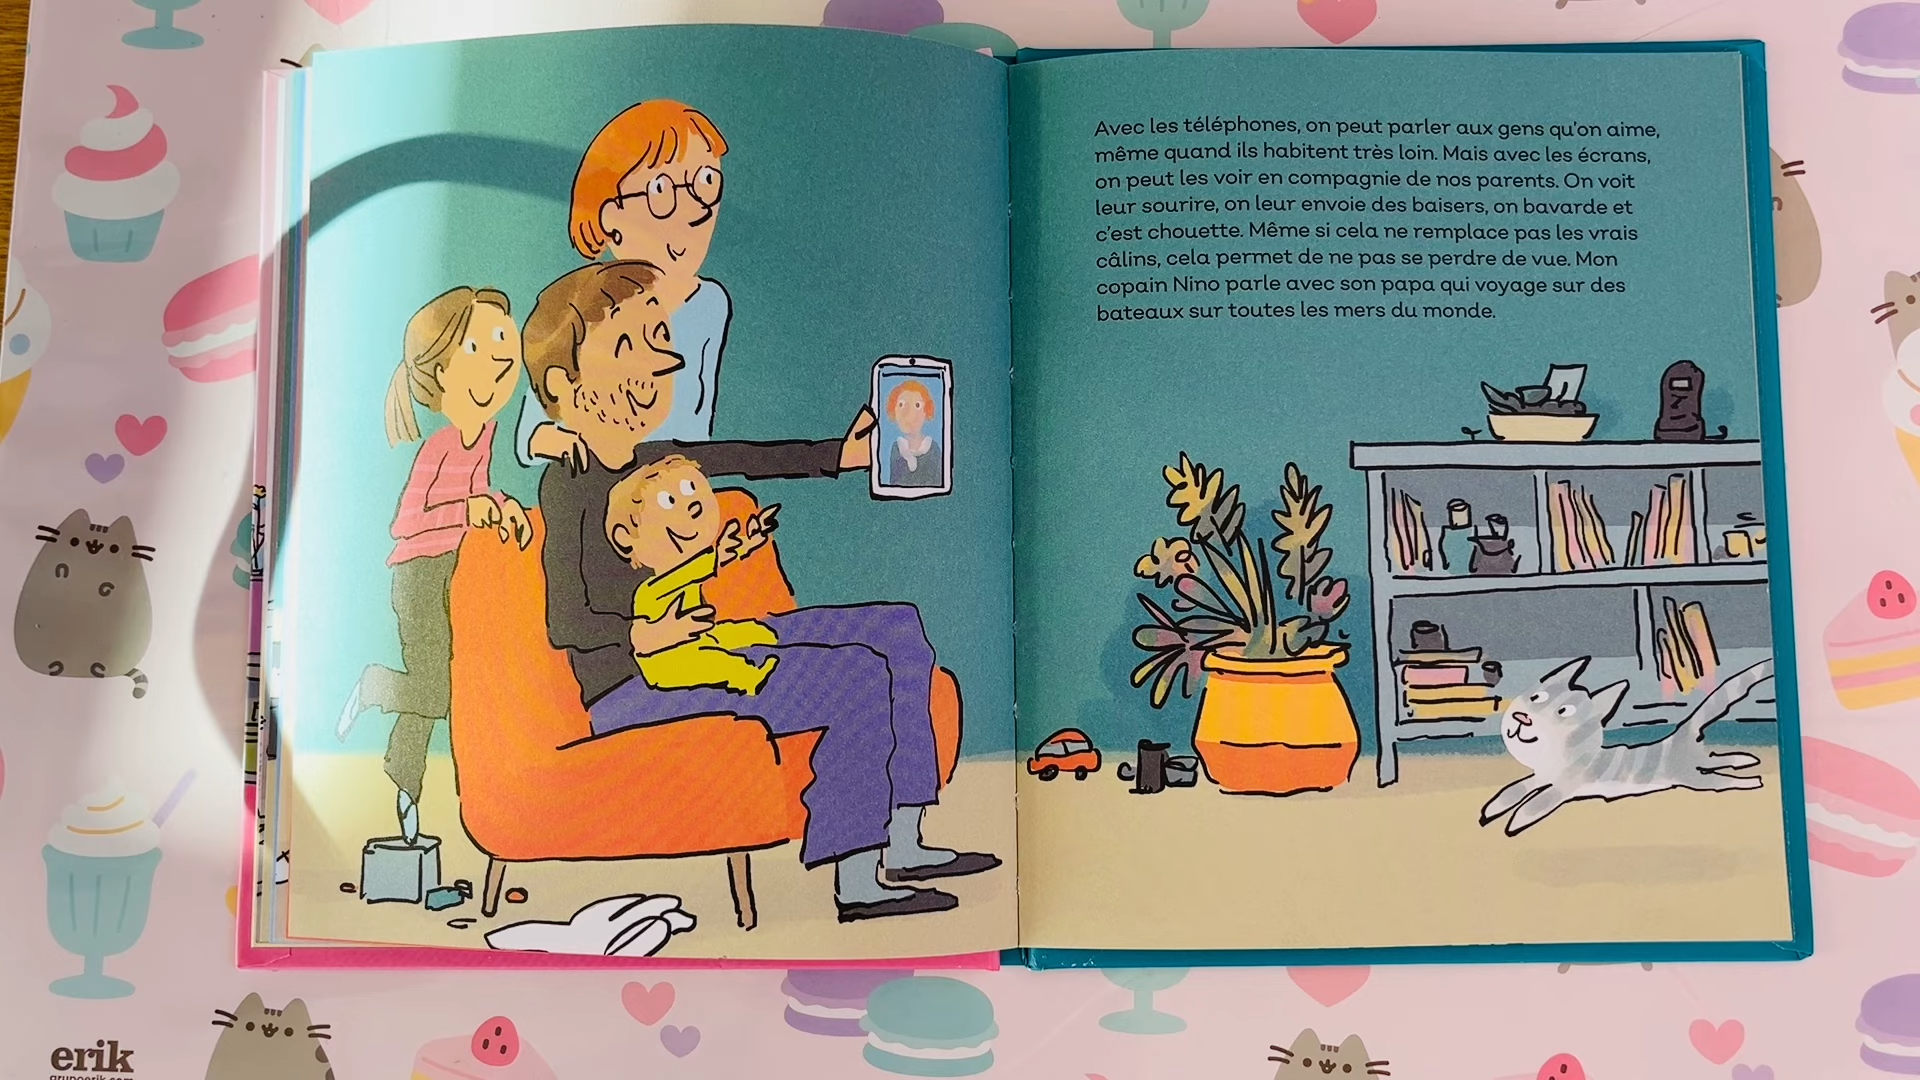 Avec les téléphones, on peut parler aux gens qu'on aime,
même quand ils habitent très loin. Mais avec les écrans,
on peut les voir en compagnie de nos parents. On voit
leur sourire, on leur envoie des baisers, on bavarde et
c'est chouette. Même si cela ne remplace pas les vrais
câlins, cela permet de ne pas se perdre de vue. Mon
copain Nino parle avec son papa qui voyage sur des
bateaux sur toutes les mers du monde.
erik
grupoerik.com